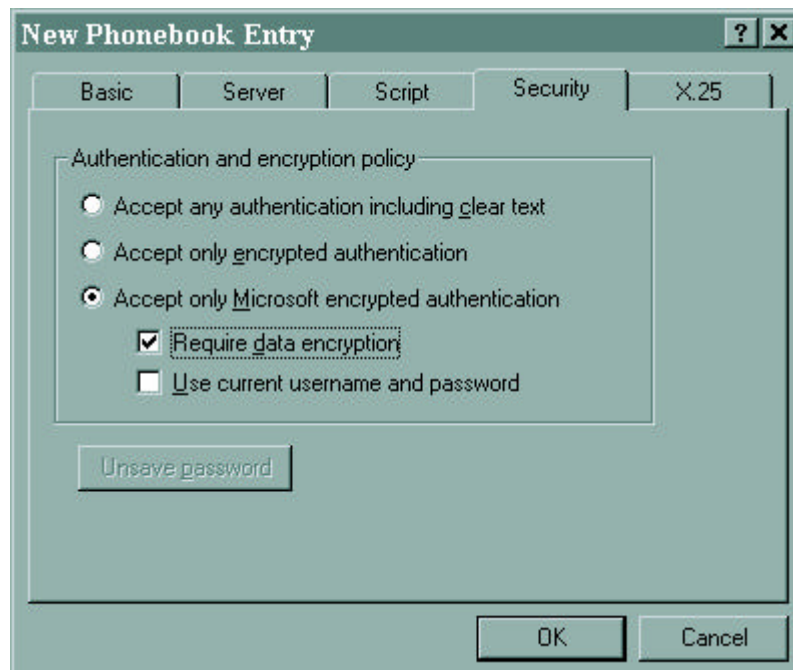 New Phonebook Entry
? X
Basic Server Script Security X.25
Authentication and encryption policy
Accept any authentication including clear text
Accept only encrypted authentication
Accept only Microsoft encrypted authentication
Require data encryption
Use current username and password
Unsave password
OK Cancel